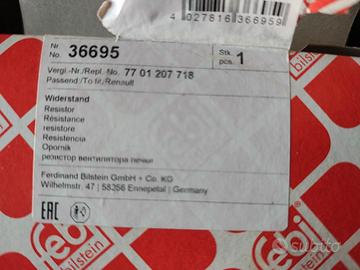 4 027816 366959
Nr.
No. 36695
Stk.
pcs. 1
Vergl.-Nr./Repl. No. 77 01 207 718
Passend/To fit/Renault
Widerstand
Resistor
Résistance
resistore
Resistencia
Opornik
резистор вентилятора печки
Ferdinand Bilstein GmbH + Co. KG
Wilhelmstr. 47 | 58256 Ennepetal | Germany
EAC
febi
bilstein
subito